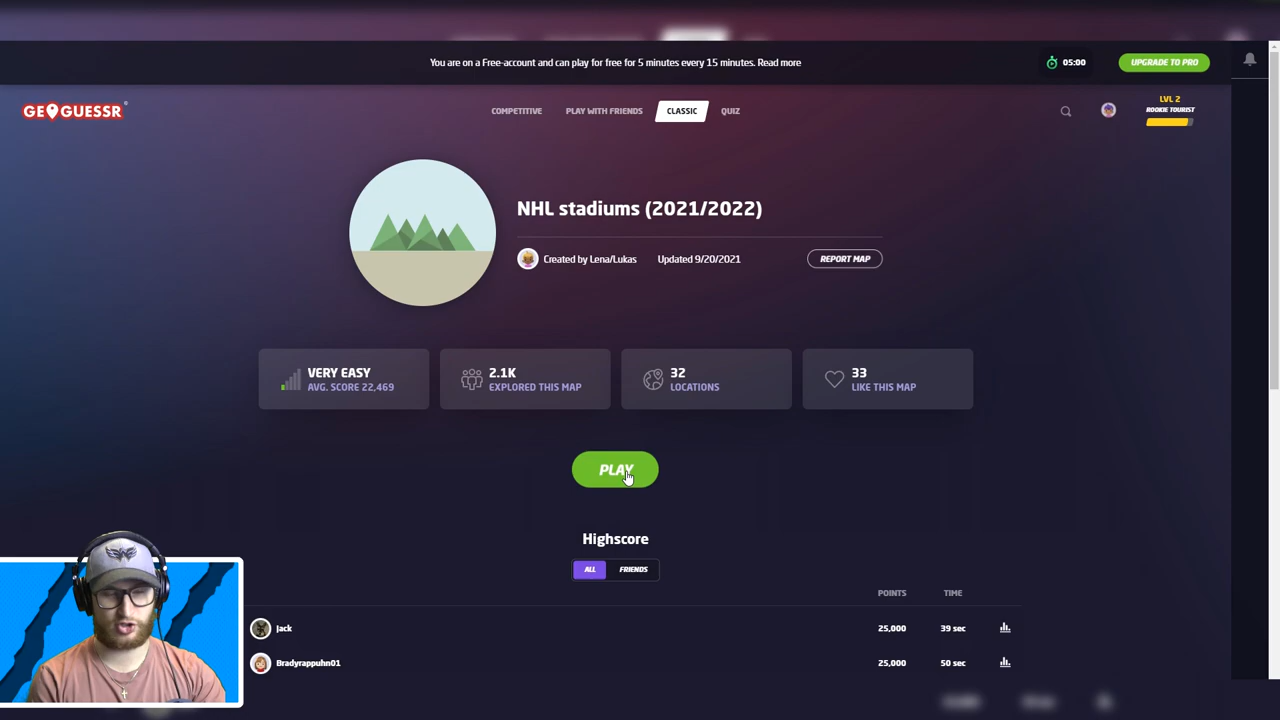 You are on a Free-account and can play for free for 5 minutes every 15 minutes. Read more
05:00
UPGRADE TO PRO
GEOGUESSR
COMPETITIVE
PLAY WITH FRIENDS
CLASSIC
QUIZ
LVL 2
ROOKIE TOURIST
NHL stadiums (2021/2022)
Created by Lena/Lukas
Updated 9/20/2021
REPORT MAP
VERY EASY
AVG. SCORE 22,469
2.1K
EXPLORED THIS MAP
32
LOCATIONS
33
LIKE THIS MAP
PLAY
Highscore
ALL
FRIENDS
POINTS
TIME
Jack
25,000
39 sec
Bradyrappuhn01
25,000
50 sec